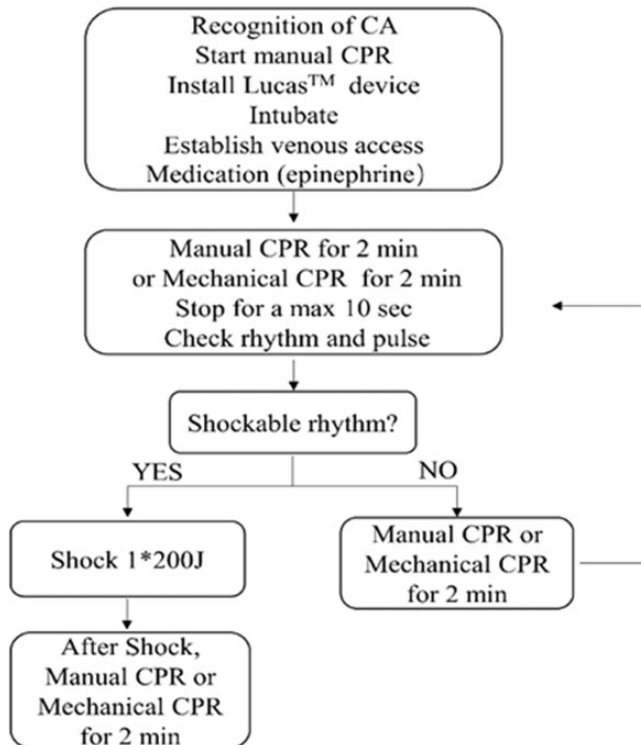 Recognition of CA
Start manual CPR
Install Lucas™ device
Intubate
Establish venous access
Medication (epinephrine)
Manual CPR for 2 min
or Mechanical CPR for 2 min
Stop for a max 10 sec
Check rhythm and pulse
Shockable rhythm?
YES
NO
Shock 1*200J
Manual CPR or
Mechanical CPR
for 2 min
After Shock,
Manual CPR or
Mechanical CPR
for 2 min